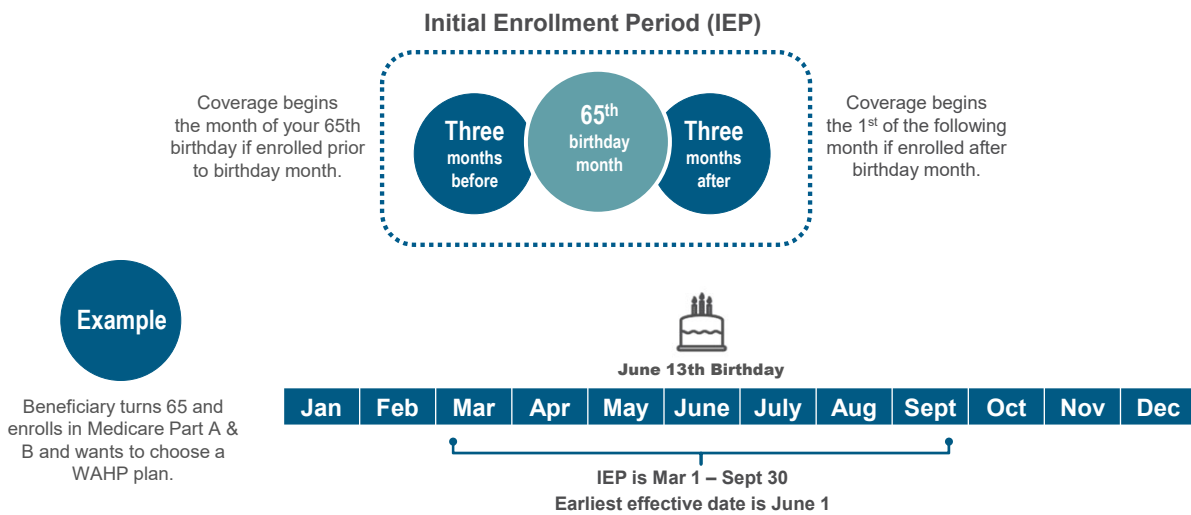 Initial Enrollment Period (IEP)
Coverage begins
the month of your 65th
birthday if enrolled prior
to birthday month.
Three
months
before
65th
birthday
month
Three
months
after
Coverage begins
the 1st of the following
month if enrolled after
birthday month.
Example
Beneficiary turns 65 and
enrolls in Medicare Part A &
B and wants to choose a
WAHP plan.
June 13th Birthday
Jan Feb Mar Apr May June July Aug Sept Oct Nov Dec
IEP is Mar 1 – Sept 30
Earliest effective date is June 1